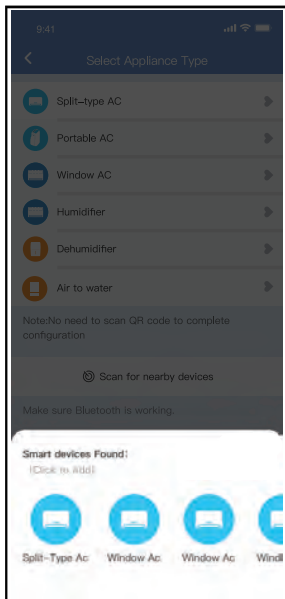 9:41
Select Appliance Type
Split-type AC
Portable AC
Window AC
Humidifier
Dehumidifier
Air to water
Note:No need to scan QR code to complete
configuration
Scan for nearby devices
Make sure Bluetooth is working.
Smart devices Found:
(Click to Add)
Split-Type Ac Window Ac Window Ac